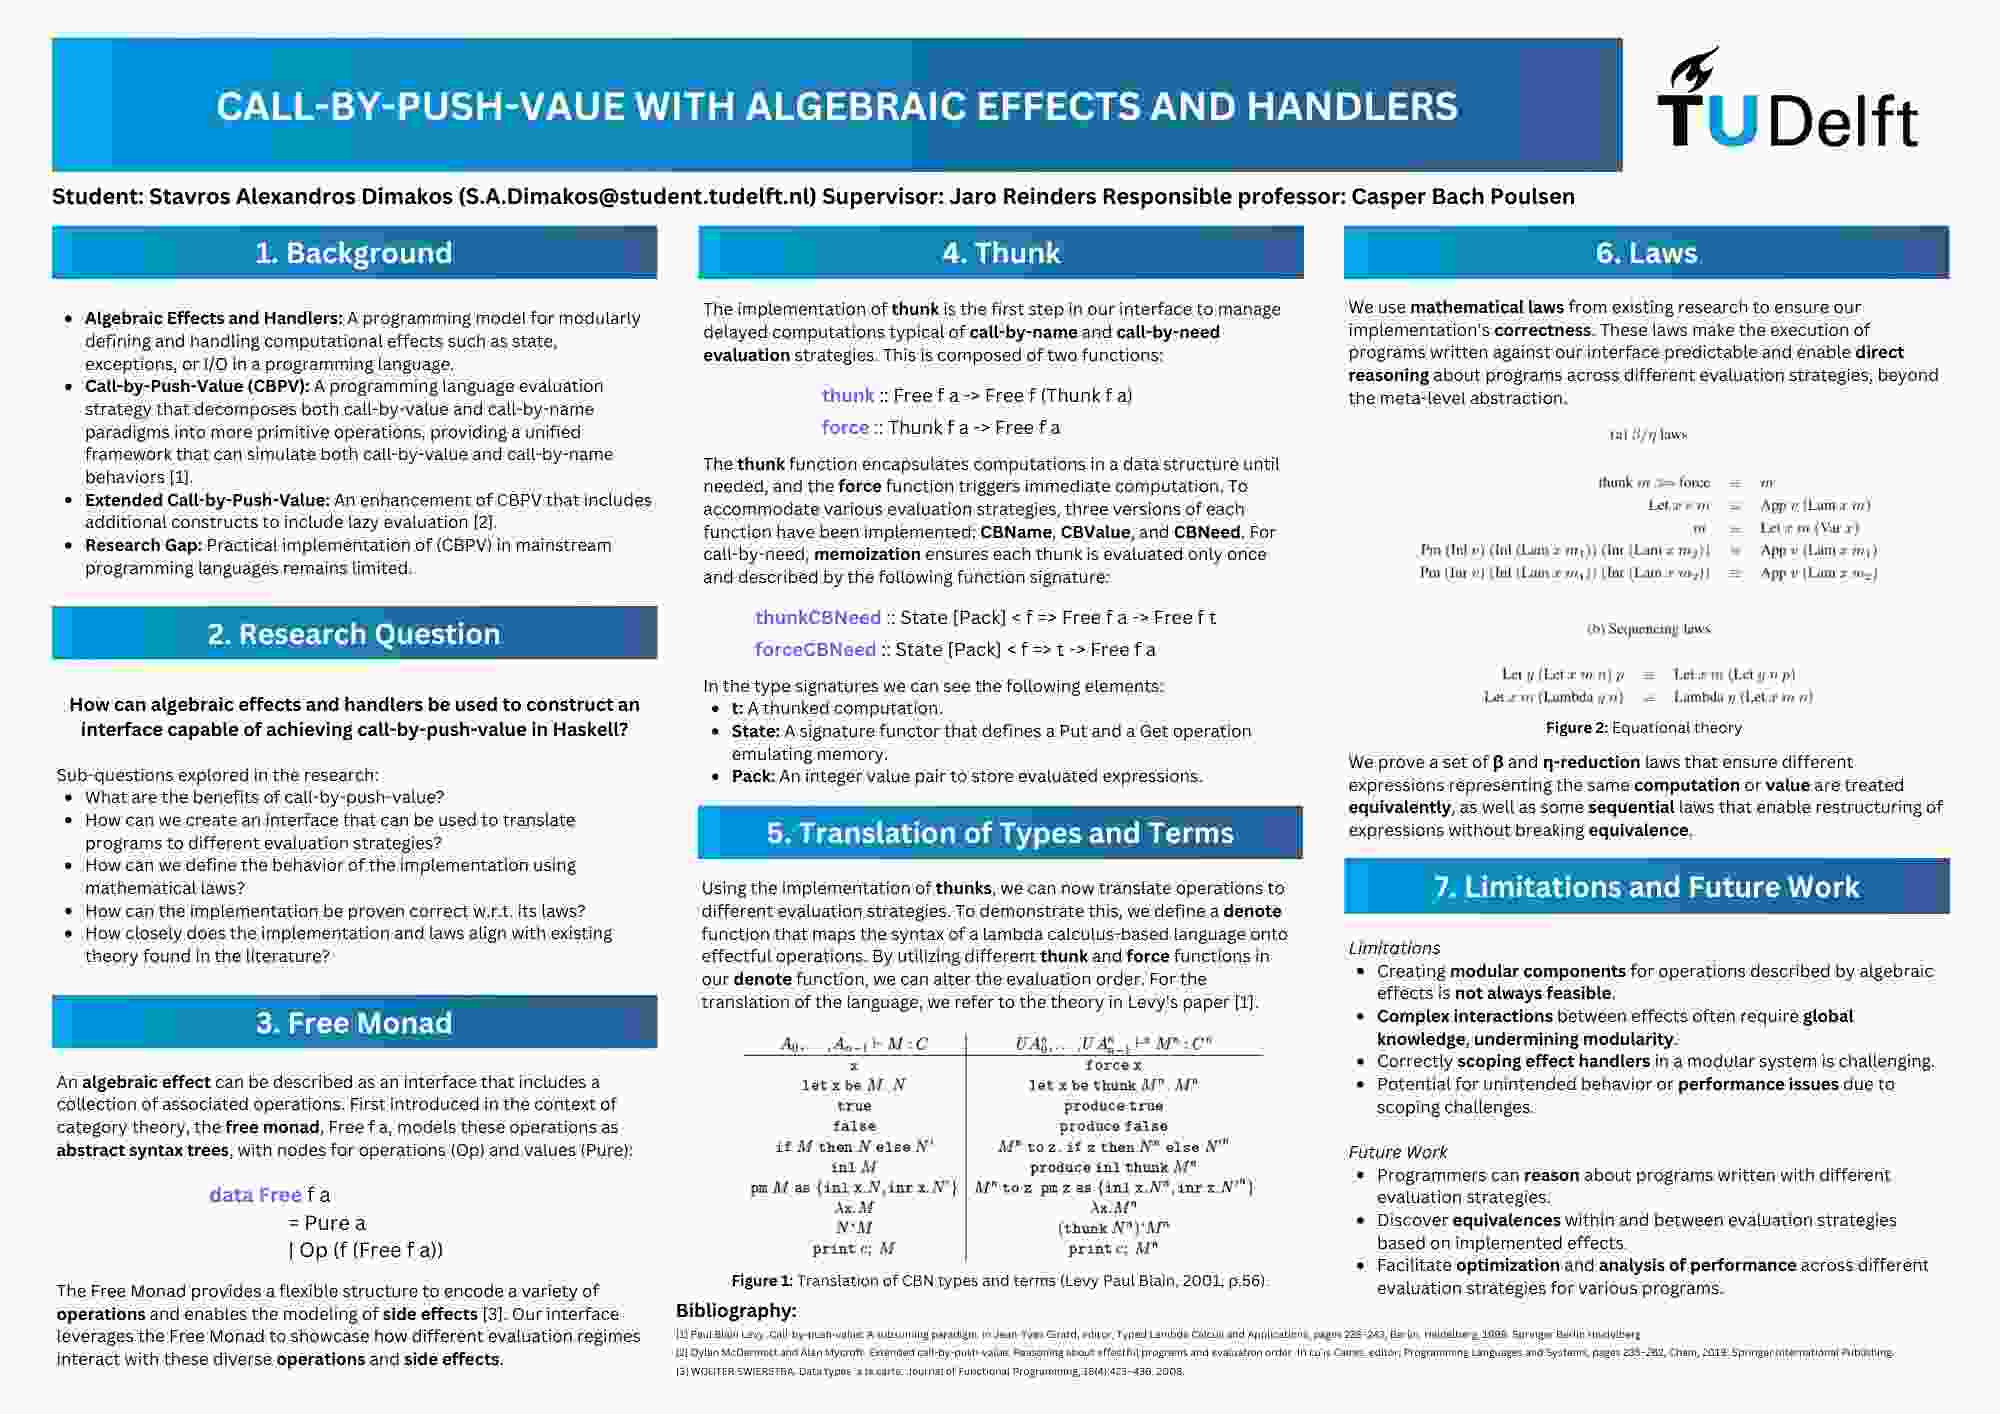 CALL-BY-PUSH-VAUE WITH ALGEBRAIC EFFECTS AND HANDLERS
TU Delft
Student: Stavros Alexandros Dimakos (S.A.Dimakos@student.tudelft.nl) Supervisor: Jaro Reinders Responsible professor: Casper Bach Poulsen
1. Background
• Algebraic Effects and Handlers: A programming model for modularly
defining and handling computational effects such as state,
exceptions, or I/O in a programming language.
• Call-by-Push-Value (CBPV): A programming language evaluation
strategy that decomposes both call-by-value and call-by-name
paradigms into more primitive operations, providing a unified
framework that can simulate both call-by-value and call-by-name
behaviors [1].
• Extended Call-by-Push-Value: An enhancement of CBPV that includes
additional constructs to include lazy evaluation [2].
• Research Gap: Practical implementation of (CBPV) in mainstream
programming languages remains limited.
2. Research Question
How can algebraic effects and handlers be used to construct an
interface capable of achieving call-by-push-value in Haskell?
Sub-questions explored in the research:
• What are the benefits of call-by-push-value?
• How can we create an interface that can be used to translate
programs to different evaluation strategies?
• How can we define the behavior of the implementation using
mathematical laws?
• How can the implementation be proven correct w.r.t. its laws?
• How closely does the implementation and laws align with existing
theory found in the literature?
3. Free Monad
An algebraic effect can be described as an interface that includes a
collection of associated operations. First introduced in the context of
category theory, the free monad, Free f a, models these operations as
abstract syntax trees, with nodes for operations (Op) and values (Pure):
data Free f a
= Pure a
| Op (f (Free f a))
The Free Monad provides a flexible structure to encode a variety of
operations and enables the modeling of side effects [3]. Our interface
leverages the Free Monad to showcase how different evaluation regimes
interact with these diverse operations and side effects.
4. Thunk
The implementation of thunk is the first step in our interface to manage
delayed computations typical of call-by-name and call-by-need
evaluation strategies. This is composed of two functions:
thunk :: Free f a -> Free f (Thunk f a)
force :: Thunk f a -> Free f a
The thunk function encapsulates computations in a data structure until
needed, and the force function triggers immediate computation. To
accommodate various evaluation strategies, three versions of each
function have been implemented; CBName, CBValue, and CBNeed. For
call-by-need, memoization ensures each thunk is evaluated only once
and described by the following function signature:
thunkCBNeed :: State [Pack] < f => Free f a -> Free f t
forceCBNeed :: State [Pack] < f => t -> Free f a
In the type signatures we can see the following elements:
• t: A thunked computation.
• State: A signature functor that defines a Put and a Get operation
emulating memory.
• Pack: An integer value pair to store evaluated expressions.
5. Translation of Types and Terms
Using the implementation of thunks, we can now translate operations to
different evaluation strategies. To demonstrate this, we define a denote
function that maps the syntax of a lambda calculus-based language onto
effectful operations. By utilizing different thunk and force functions in
our denote function, we can alter the evaluation order. For the
translation of the language, we refer to the theory in Levy's paper [1].
A₀, . . . , Aₙ₋₁ ⊢ M : C UAⁿ₀, . . . , UAⁿₙ₋₁ ⊢ᵛ Mⁿ : Cⁿ
x force x
let x be M. N let x be thunk Mⁿ. Mⁿ
true produce true
false produce false
if M then N else N' Mⁿ to z. if z then Nⁿ else N'ⁿ
inl M produce inl thunk Mⁿ
pm M as {inl x.N, inr x.N'} Mⁿ to z. pm z as {inl x.Nⁿ, inr x.N'ⁿ}
λx.M λx.Mⁿ
N'M (thunk Nⁿ)'Mⁿ
print c; M print c; Mⁿ
Figure 1: Translation of CBN types and terms (Levy Paul Blain, 2001, p.56).
6. Laws
We use mathematical laws from existing research to ensure our
implementation's correctness. These laws make the execution of
programs written against our interface predictable and enable direct
reasoning about programs across different evaluation strategies, beyond
the meta-level abstraction.
(a) β/η laws
thunk m >>= force ≡ m
Let x v m ≡ App v (Lam x m)
m ≡ Let x m (Var x)
Pm (Inl v) (Inl (Lam x m₁)) (Inr (Lam x m₂)) ≡ App v (Lam x m₁)
Pm (Inr v) (Inl (Lam x m₁)) (Inr (Lam x m₂)) ≡ App v (Lam x m₂)
(b) Sequencing laws
Let y (Let x m n) p ≡ Let x m (Let y n p)
Let x m (Lambda y n) ≡ Lambda y (Let x m n)
Figure 2: Equational theory
We prove a set of β and η-reduction laws that ensure different
expressions representing the same computation or value are treated
equivalently, as well as some sequential laws that enable restructuring of
expressions without breaking equivalence.
7. Limitations and Future Work
Limitations
• Creating modular components for operations described by algebraic
effects is not always feasible.
• Complex interactions between effects often require global
knowledge, undermining modularity.
• Correctly scoping effect handlers in a modular system is challenging.
• Potential for unintended behavior or performance issues due to
scoping challenges.
Future Work
• Programmers can reason about programs written with different
evaluation strategies.
• Discover equivalences within and between evaluation strategies
based on implemented effects.
• Facilitate optimization and analysis of performance across different
evaluation strategies for various programs.
Bibliography:
[1] Paul Blain Levy. Call-by-push-value: A subsuming paradigm. In Jean-Yves Girard, editor, Typed Lambda Calculi and Applications, pages 228–243, Berlin, Heidelberg, 1999. Springer Berlin Heidelberg
[2] Dylan McDermott and Alan Mycroft. Extended call-by-push-value: Reasoning about effectful programs and evaluation order. In Luís Caires, editor, Programming Languages and Systems, pages 235–262, Cham, 2019. Springer International Publishing.
[3] WOUTER SWIERSTRA. Data types `a la carte. Journal of Functional Programming, 18(4):423–436, 2008.